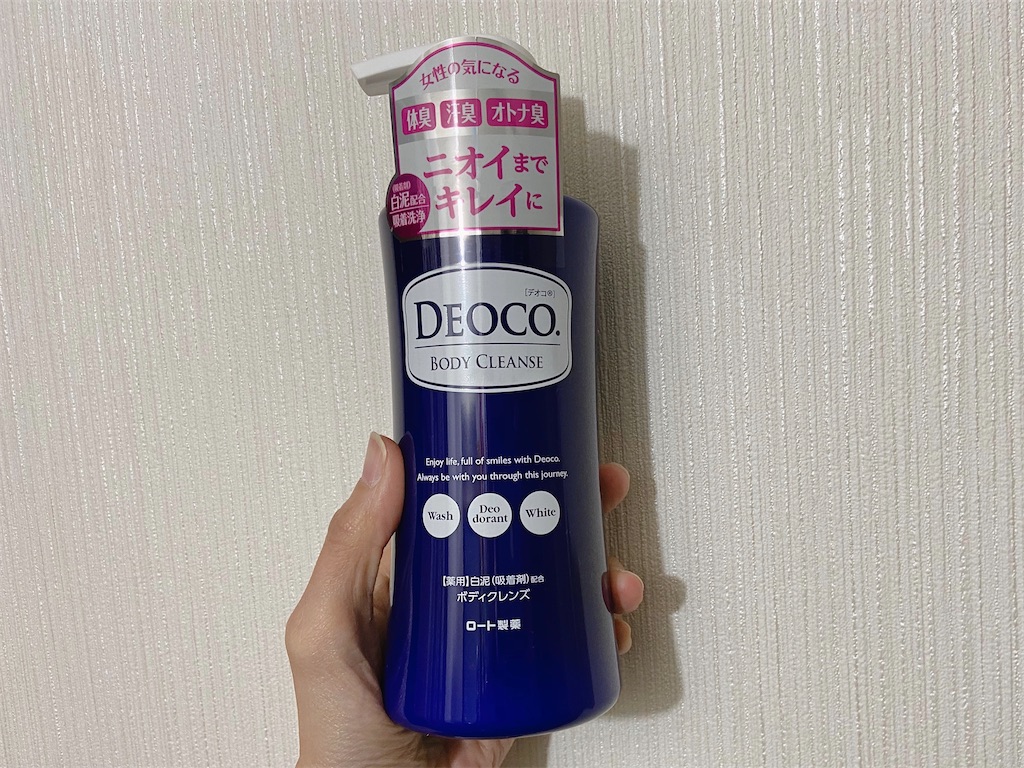 女性の気になる
体臭 汗臭 オトナ臭
ニオイまで
キレイに
(吸着剤)
白泥配合
吸着洗浄
[デオコ®]
DEOCO.
BODY CLEANSE
Enjoy life, full of smiles with Deoco.
Always be with you through this journey.
Wash
Deo
dorant
White
【薬用】白泥(吸着剤)配合
ボディクレンズ
ロート製薬